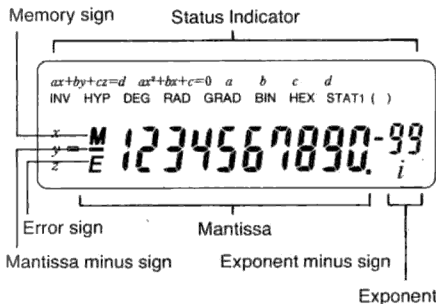 Memory sign
Status Indicator
ax+by+cz=d ax²+bx+c=0 a b c d
INV HYP DEG RAD GRAD BIN HEX STAT1 ( )
x
y =
z
M
E
1234567890.
-99
i
Error sign
Mantissa
Mantissa minus sign
Exponent minus sign
Exponent